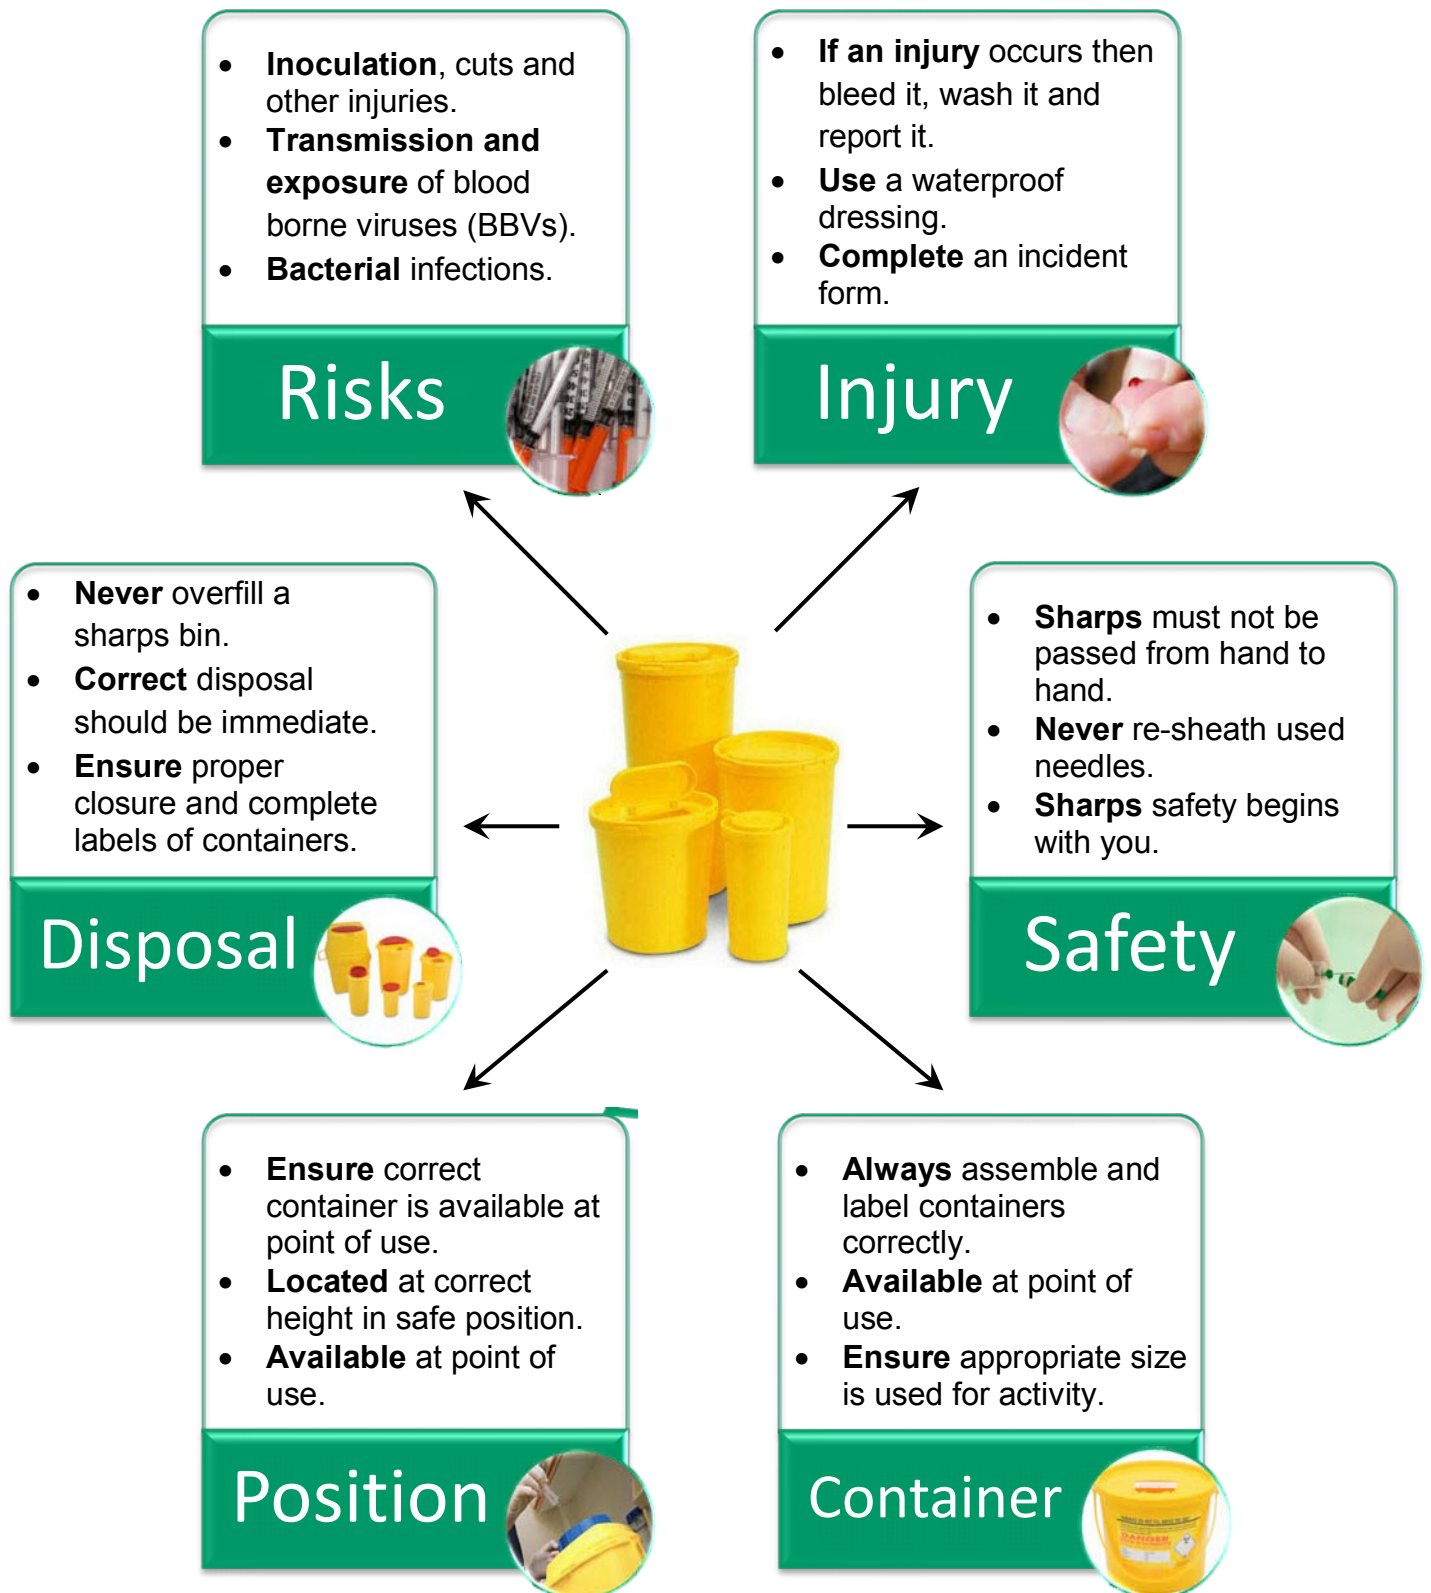 • Inoculation, cuts and
other injuries.
• Transmission and
exposure of blood
borne viruses (BBVs).
• Bacterial infections.
Risks
• If an injury occurs then
bleed it, wash it and
report it.
• Use a waterproof
dressing.
• Complete an incident
form.
Injury
• Never overfill a
sharps bin.
• Correct disposal
should be immediate.
• Ensure proper
closure and complete
labels of containers.
Disposal
• Sharps must not be
passed from hand to
hand.
• Never re-sheath used
needles.
• Sharps safety begins
with you.
Safety
• Ensure correct
container is available at
point of use.
• Located at correct
height in safe position.
• Available at point of
use.
Position
• Always assemble and
label containers
correctly.
• Available at point of
use.
• Ensure appropriate size
is used for activity.
Container
DANGER